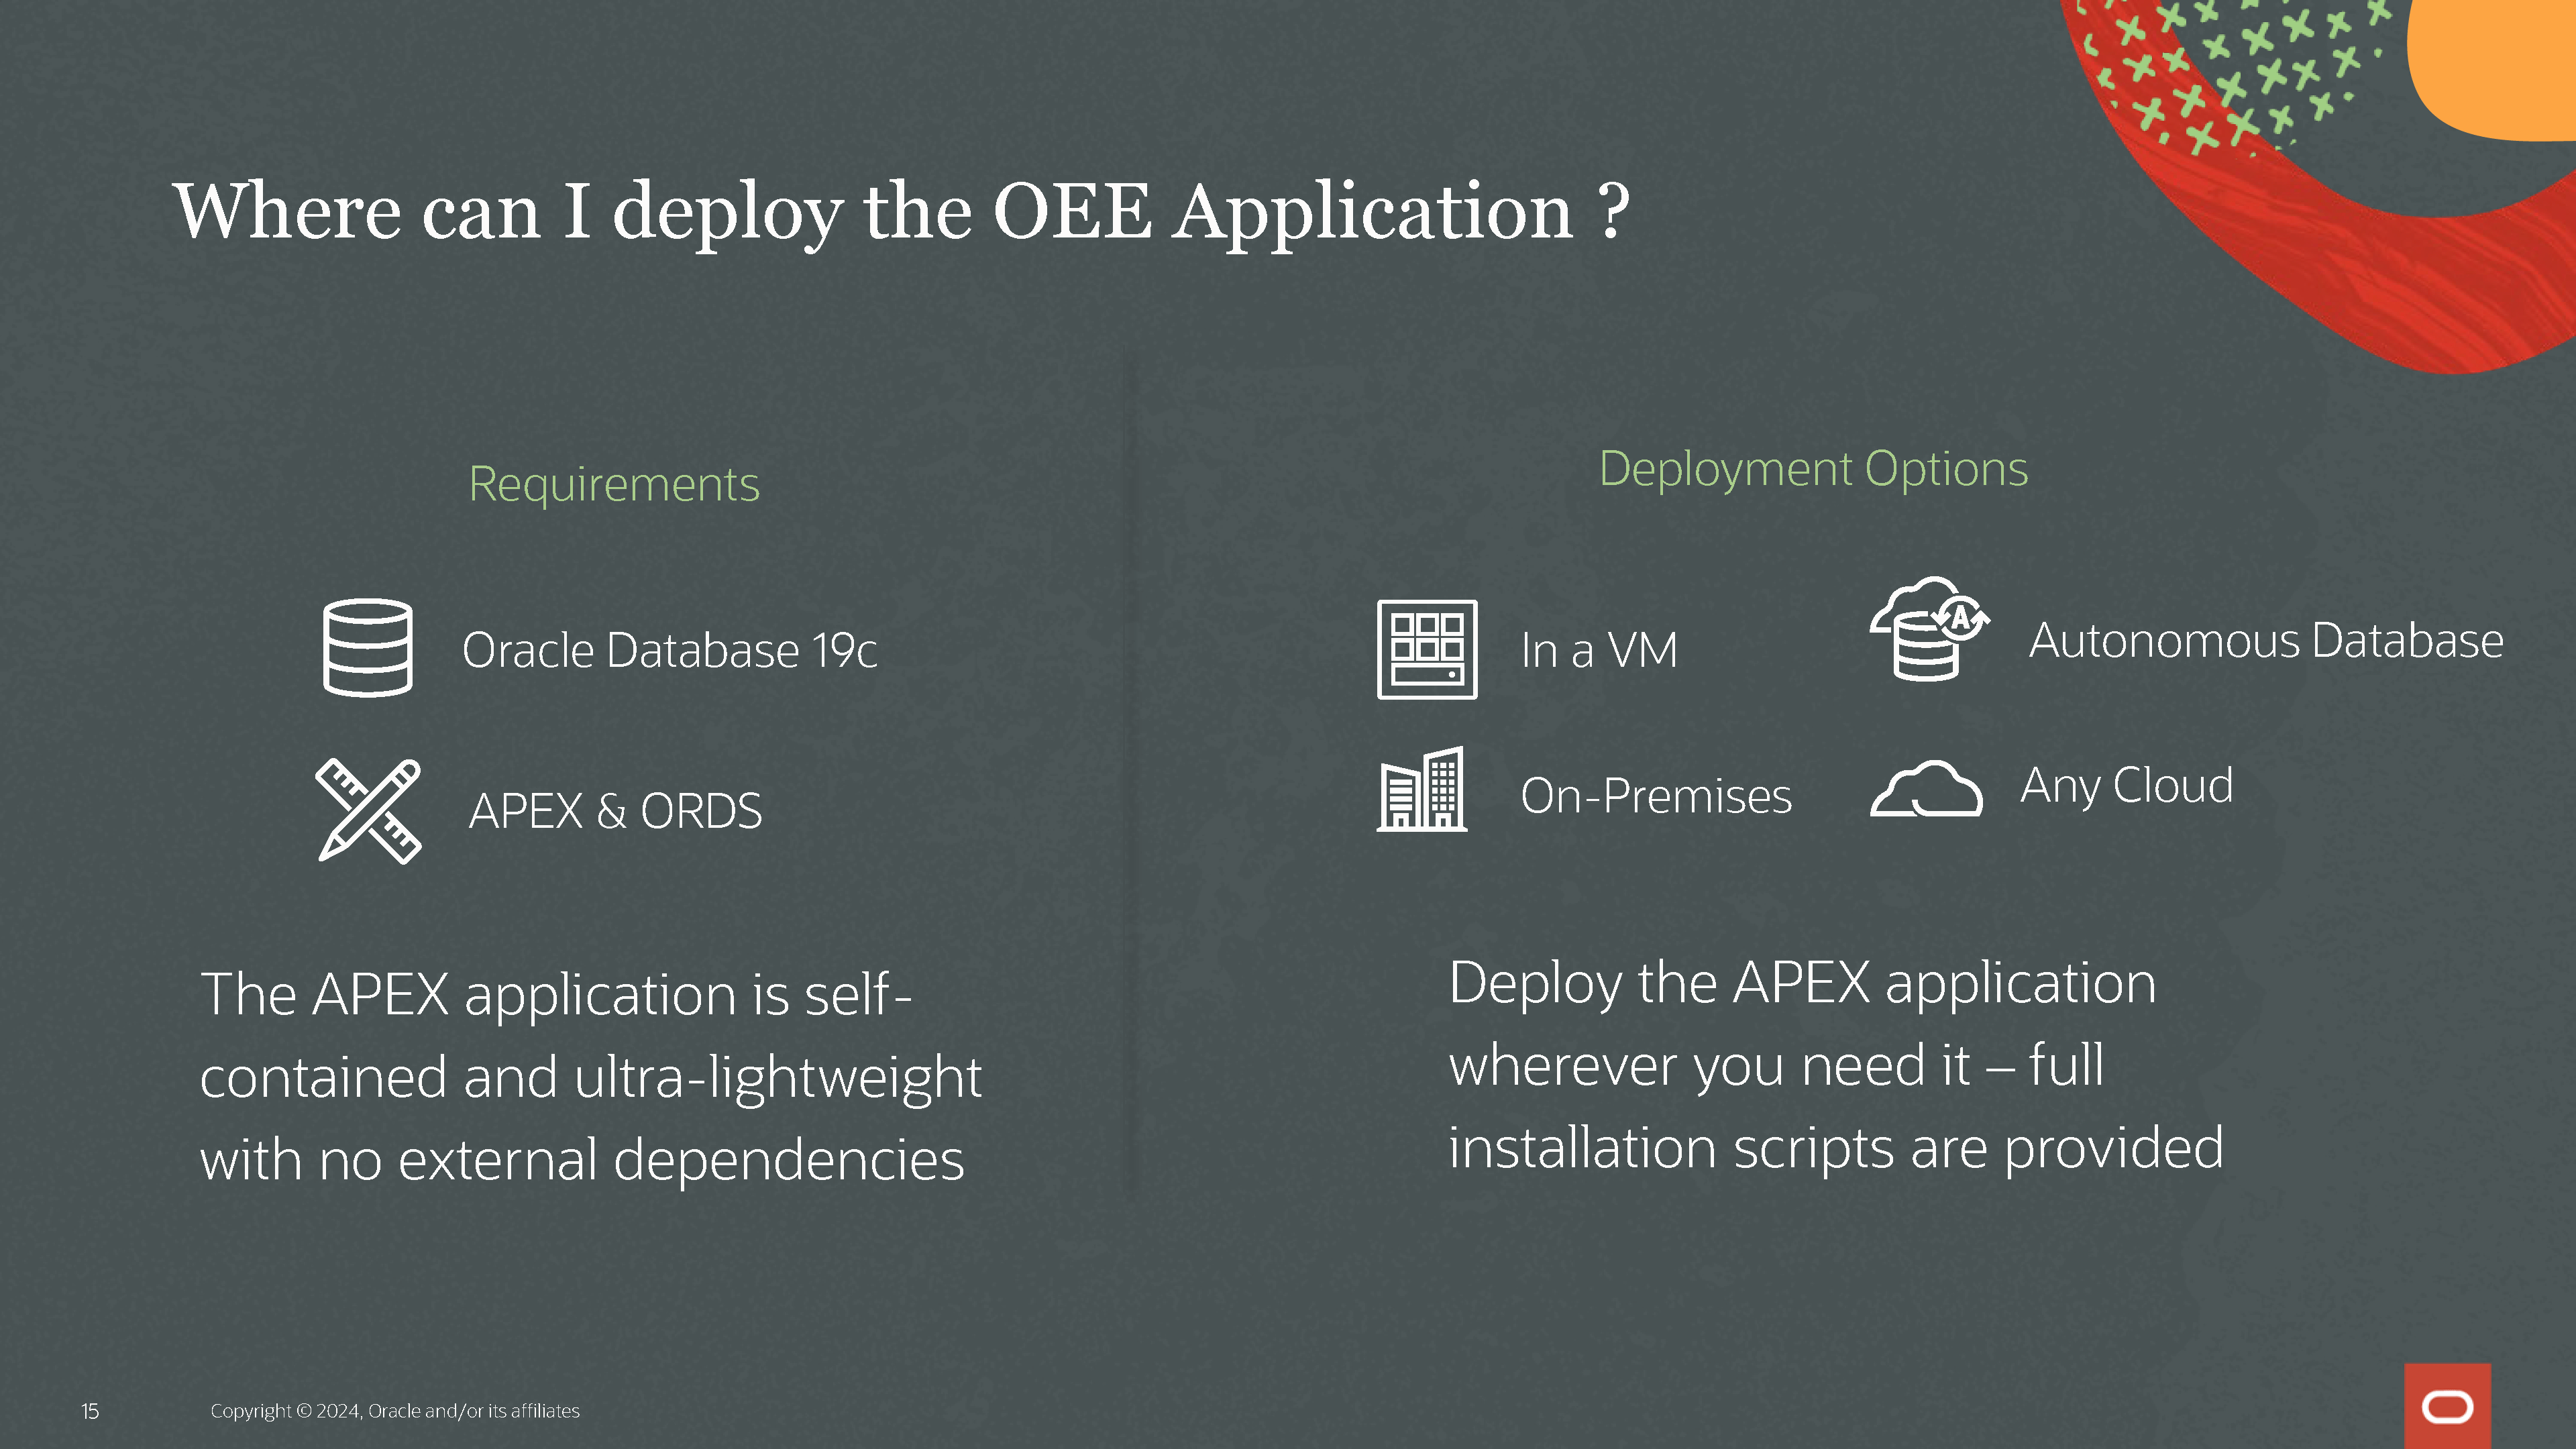 Where can I deploy the OEE Application ?
Requirements
Oracle Database 19c
APEX & ORDS
The APEX application is self-
contained and ultra-lightweight
with no external dependencies
Deployment Options
In a VM
A
Autonomous Database
On-Premises
Any Cloud
Deploy the APEX application
wherever you need it – full
installation scripts are provided
15
Copyright © 2024, Oracle and/or its affiliates